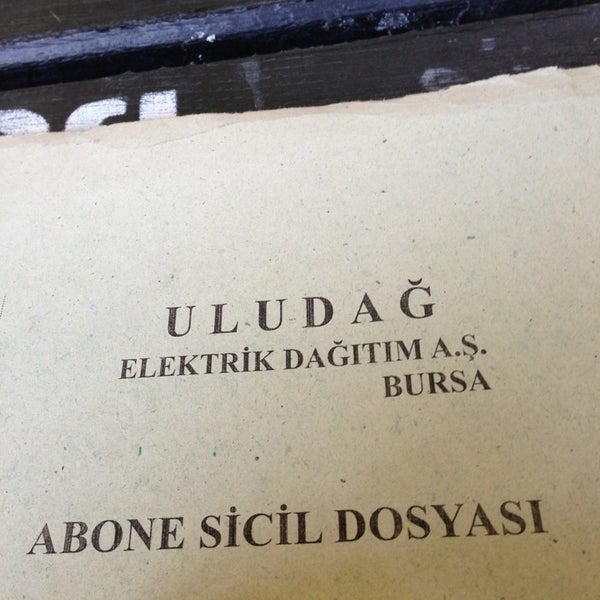 ULUDAĞ
ELEKTRİK DAĞITIM A.Ş.
BURSA
ABONE SİCİL DOSYASI